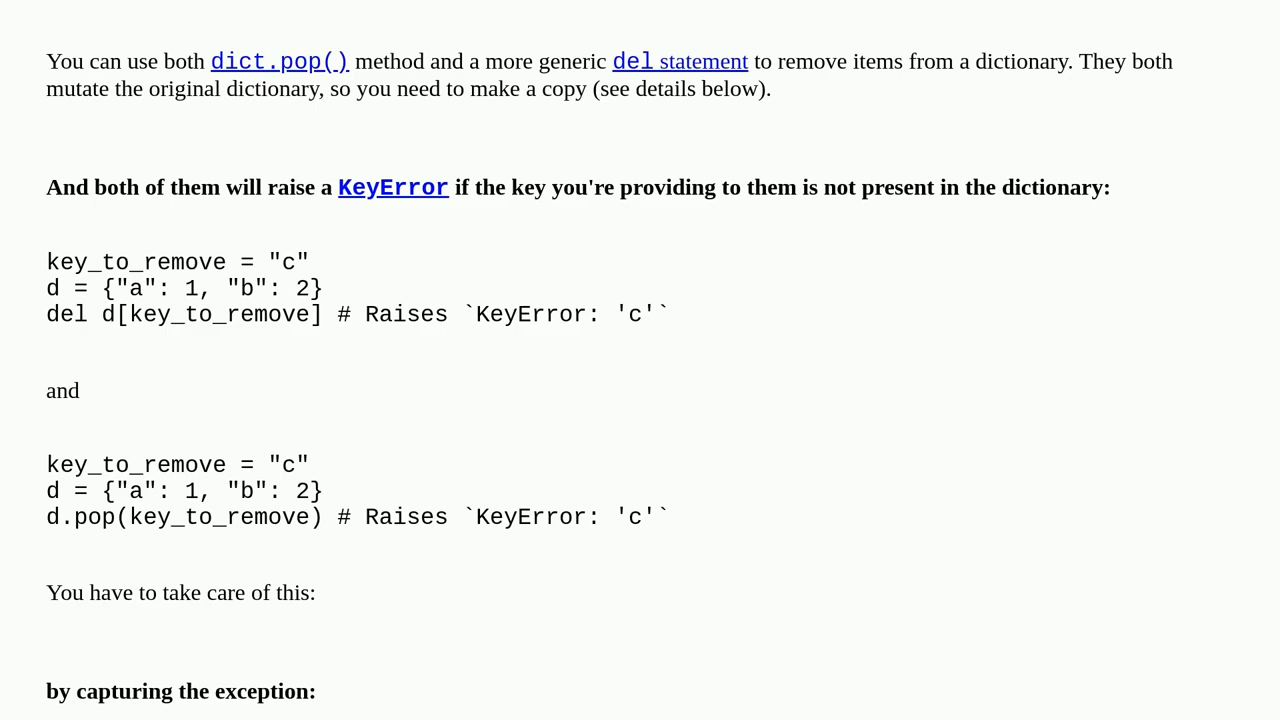 You can use both dict.pop() method and a more generic del statement to remove items from a dictionary. They both
mutate the original dictionary, so you need to make a copy (see details below).
And both of them will raise a KeyError if the key you're providing to them is not present in the dictionary:
key_to_remove = "c"
d = {"a": 1, "b": 2}
del d[key_to_remove] # Raises `KeyError: 'c'`
and
key_to_remove = "c"
d = {"a": 1, "b": 2}
d.pop(key_to_remove) # Raises `KeyError: 'c'`
You have to take care of this:
by capturing the exception: